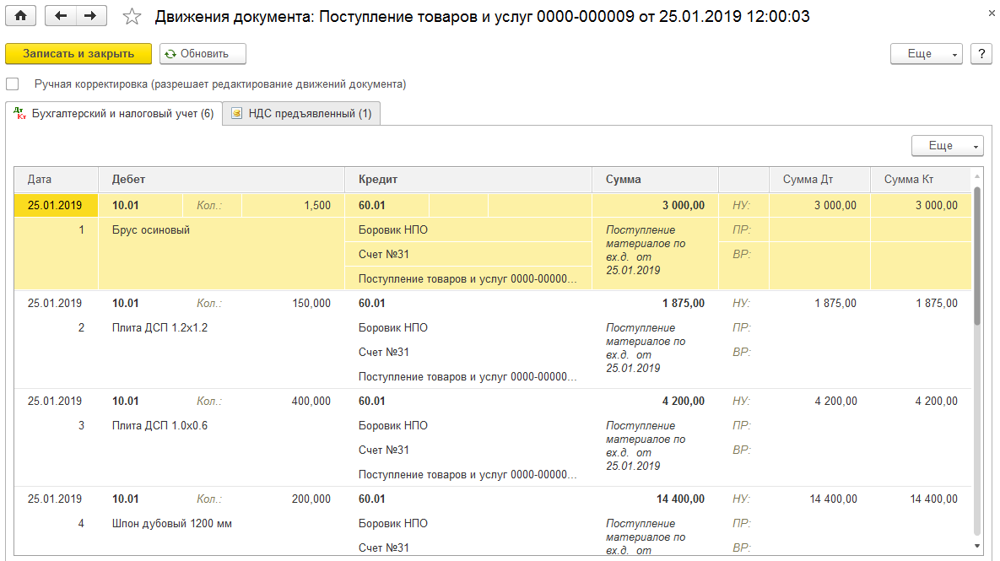 Движения документа: Поступление товаров и услуг 0000-000009 от 25.01.2019 12:00:03
Записать и закрыть Обновить Еще ?
Ручная корректировка (разрешает редактирование движений документа)
Дт Кт Бухгалтерский и налоговый учет (6) НДС предъявленный (1)
Еще
Дата Дебет Кредит Сумма Сумма Дт Сумма Кт
25.01.2019 10.01 Кол.: 1,500 60.01 3 000,00 НУ: 3 000,00 3 000,00
1 Брус осиновый Боровик НПО Поступление ПР:
материалов по
Счет №31 вх.д. от ВР:
25.01.2019
Поступление товаров и услуг 0000-00000...
25.01.2019 10.01 Кол.: 150,000 60.01 1 875,00 НУ: 1 875,00 1 875,00
2 Плита ДСП 1.2х1.2 Боровик НПО Поступление ПР:
материалов по
Счет №31 вх.д. от ВР:
25.01.2019
Поступление товаров и услуг 0000-00000...
25.01.2019 10.01 Кол.: 400,000 60.01 4 200,00 НУ: 4 200,00 4 200,00
3 Плита ДСП 1.0х0.6 Боровик НПО Поступление ПР:
материалов по
Счет №31 вх.д. от ВР:
25.01.2019
Поступление товаров и услуг 0000-00000...
25.01.2019 10.01 Кол.: 200,000 60.01 14 400,00 НУ: 14 400,00 14 400,00
4 Шпон дубовый 1200 мм Боровик НПО Поступление ПР:
материалов по
Счет №31 вх.д. от ВР: